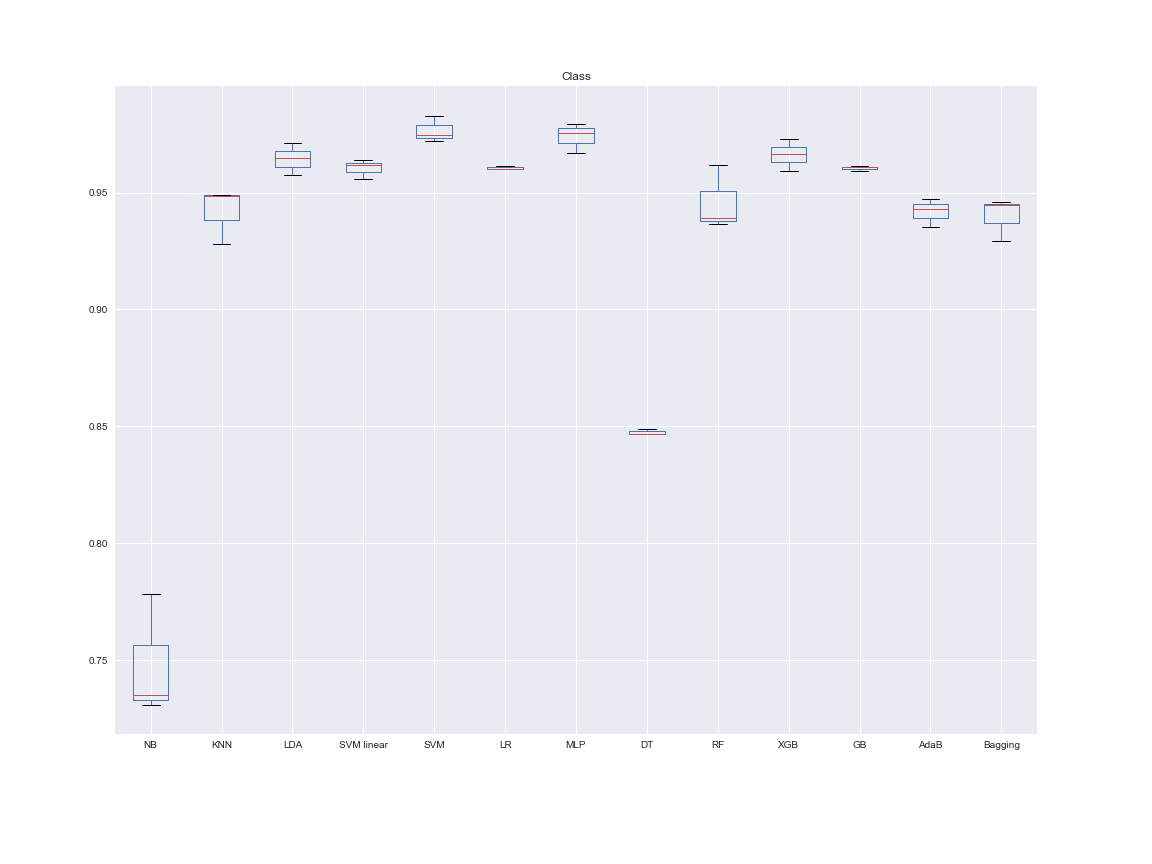 Class
0.95
0.90
0.85
0.80
0.75
NB KNN LDA SVM linear SVM LR MLP DT RF XGB GB AdaB Bagging